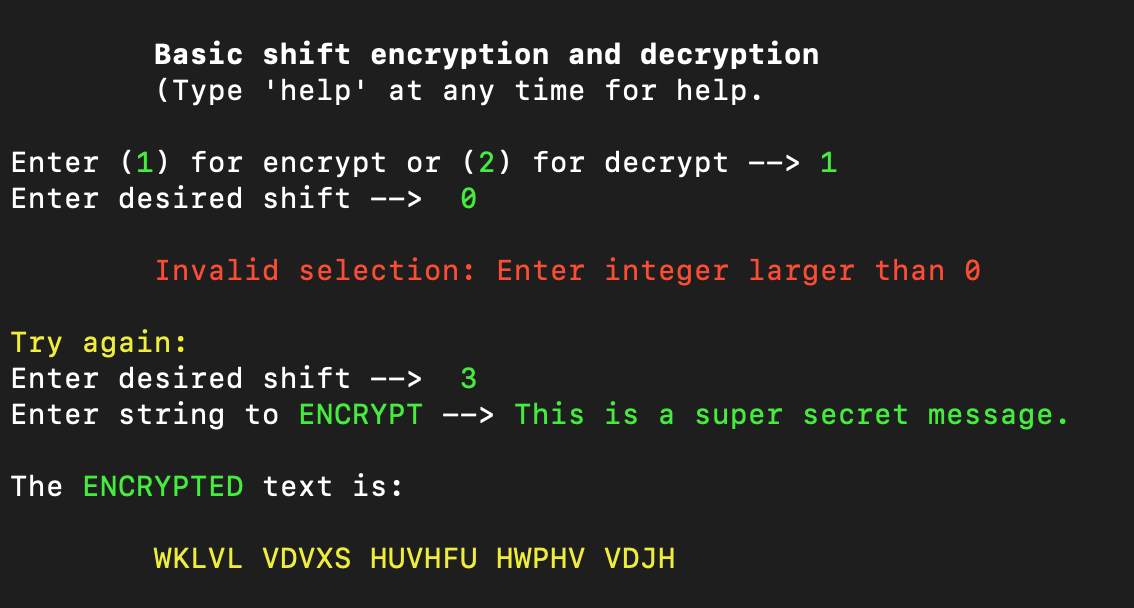 Basic shift encryption and decryption
(Type 'help' at any time for help.
Enter (1) for encrypt or (2) for decrypt --> 1
Enter desired shift -->  0
Invalid selection: Enter integer larger than 0
Try again:
Enter desired shift -->  3
Enter string to ENCRYPT --> This is a super secret message.
The ENCRYPTED text is:
WKLVL VDVXS HUVHFU HWPHV VDJH